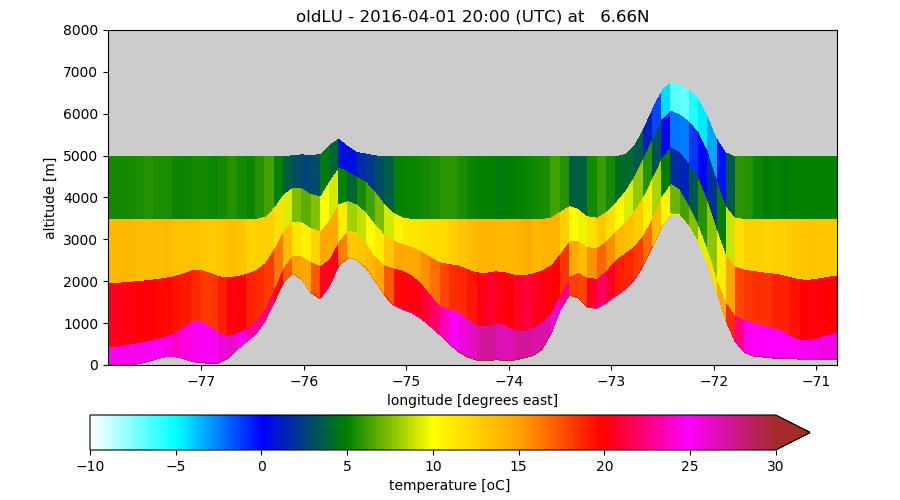 oldLU - 2016-04-01 20:00 (UTC) at   6.66N
8000
7000
6000
5000
4000
3000
2000
1000
0
altitude [m]
−77 −76 −75 −74 −73 −72 −71
longitude [degrees east]
−10 −5 0 5 10 15 20 25 30
temperature [oC]